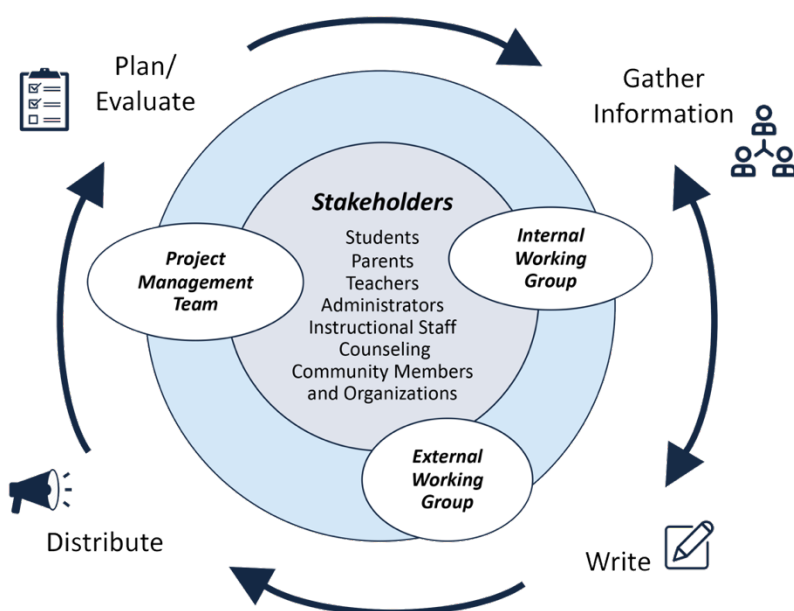 Plan/
Evaluate
Gather
Information
Stakeholders
Students
Parents
Teachers
Administrators
Instructional Staff
Counseling
Community Members
and Organizations
Project
Management
Team
Internal
Working
Group
External
Working
Group
Distribute
Write